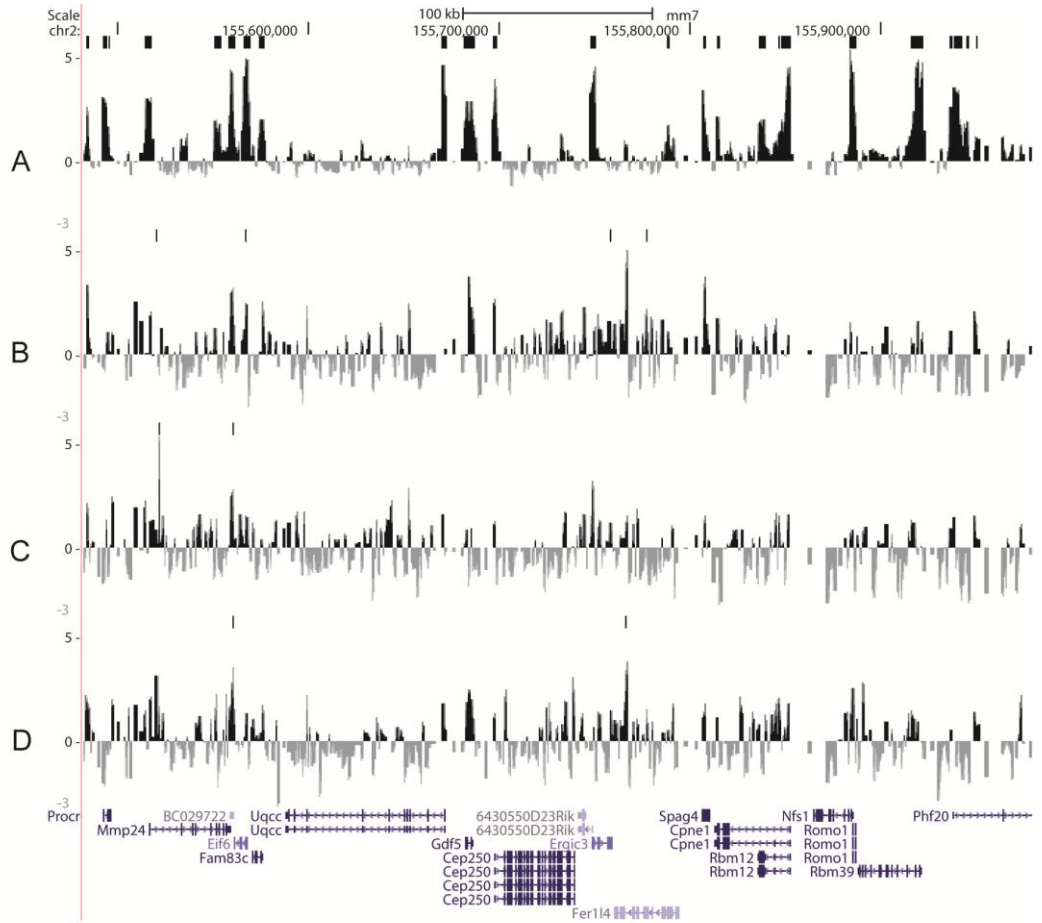 Scale 100 kb mm7
chr2: 155,600,000 155,700,000 155,800,000 155,900,000
5
A 0
-3
5
B 0
-3
5
C 0
-3
5
D 0
-3
Procr BC029722 Uqcc 6430550D23Rik Spag4 Nfs1 Phf20
Mmp24 Uqcc 6430550D23Rik Cpne1 Romo1
Eif6 Gdf5 Ergic3 Cpne1 Romo1
Fam83c Cep250 Rbm12 Romo1
Cep250 Rbm12 Rbm39
Cep250
Cep250
Fer1l4